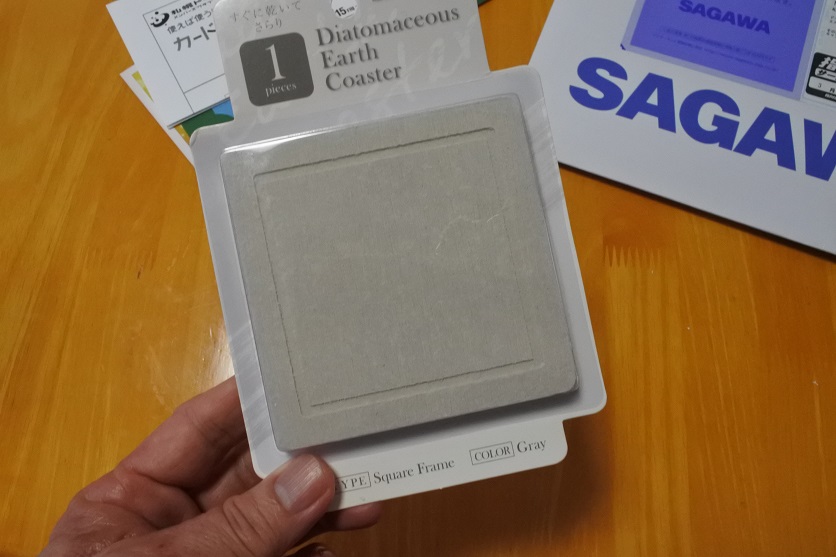 使えば使う
カード
すぐに乾いて
さらり
15
1
pieces
Diatomaceous
Earth
Coaster
TYPE Square Frame
COLOR Gray
SAGAWA
SAGAW